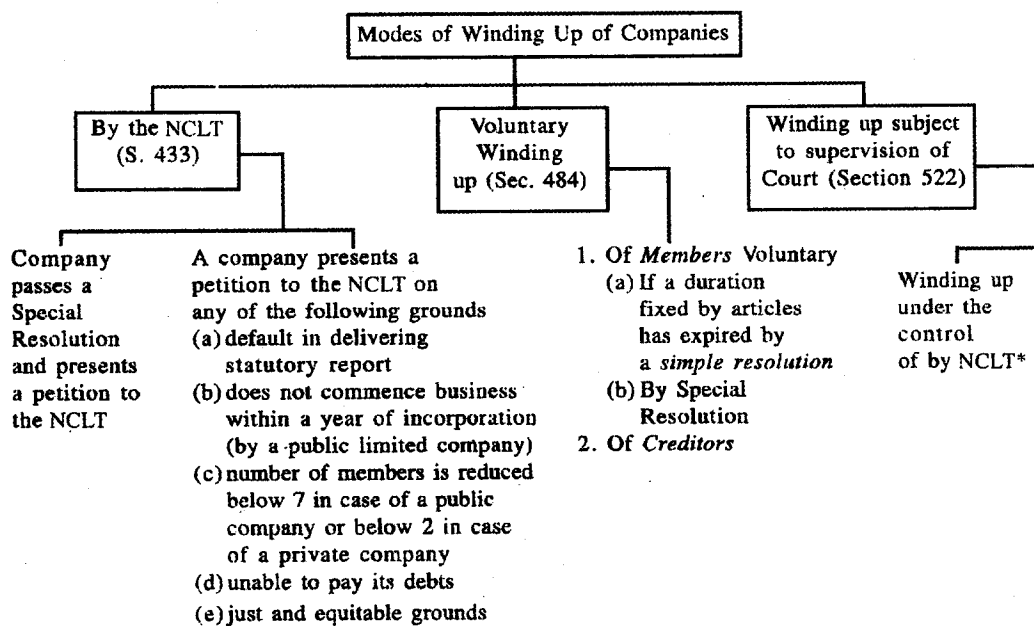 Modes of Winding Up of Companies
By the NCLT
(S. 433)
Voluntary
Winding
up (Sec. 484)
Winding up subject
to supervision of
Court (Section 522)
Company
passes a
Special
Resolution
and presents
a petition to
the NCLT
A company presents a
petition to the NCLT on
any of the following grounds
(a) default in delivering
statutory report
(b) does not commence business
within a year of incorporation
(by a public limited company)
(c) number of members is reduced
below 7 in case of a public
company or below 2 in case
of a private company
(d) unable to pay its debts
(e) just and equitable grounds
1. Of Members Voluntary
(a) If a duration
fixed by articles
has expired by
a simple resolution
(b) By Special
Resolution
2. Of Creditors
Winding up
under the
control
of by NCLT*